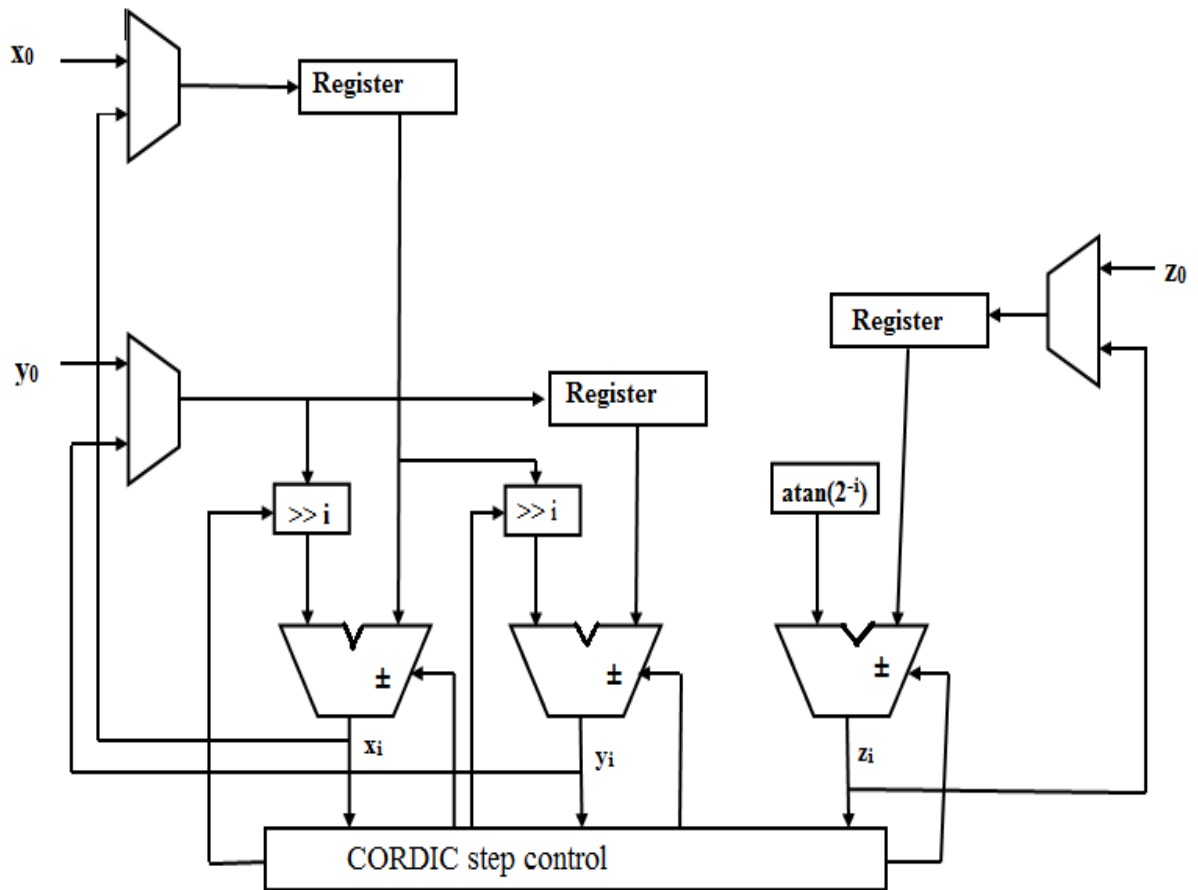 x₀
Register
z₀
Register
y₀
Register
atan(2⁻ⁱ)
>> i
>> i
±
±
±
xᵢ
yᵢ
zᵢ
CORDIC step control